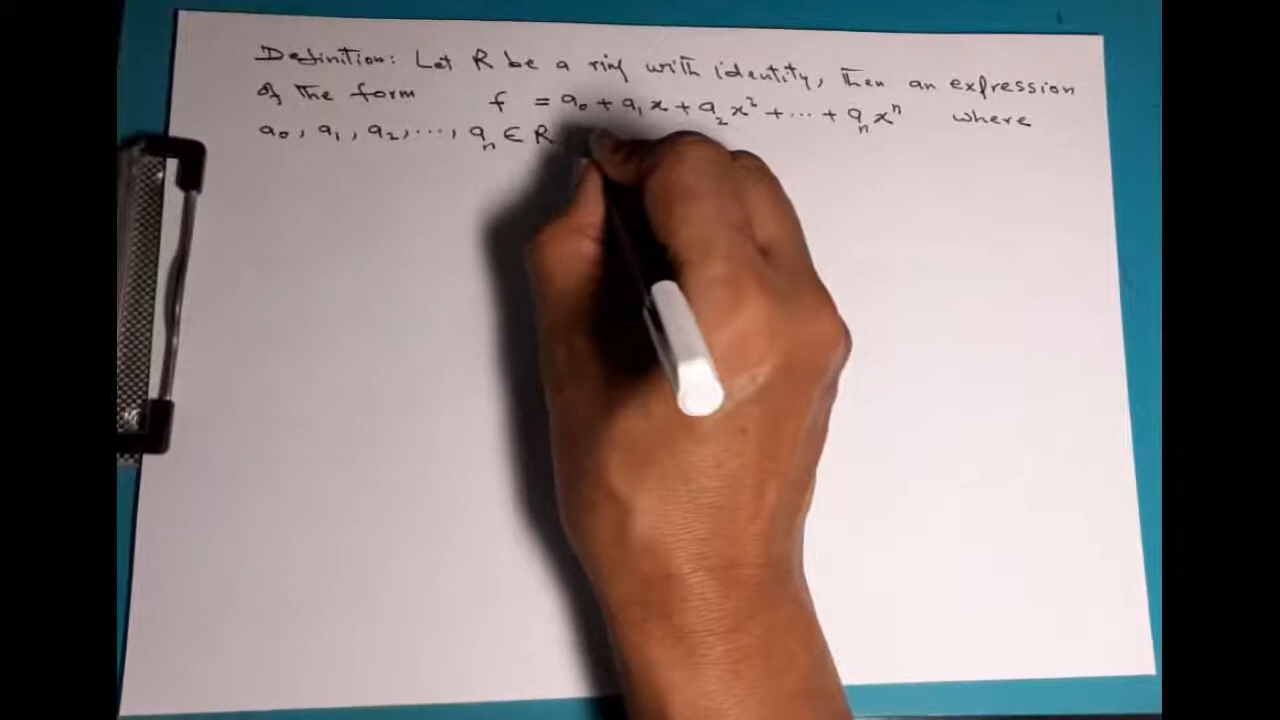 Definition: Let R be a ring with identity, then an expression
of the form f = a₀ + a₁x + a₂x² + ... + aₙxⁿ where
a₀, a₁, a₂, ..., aₙ ∈ R